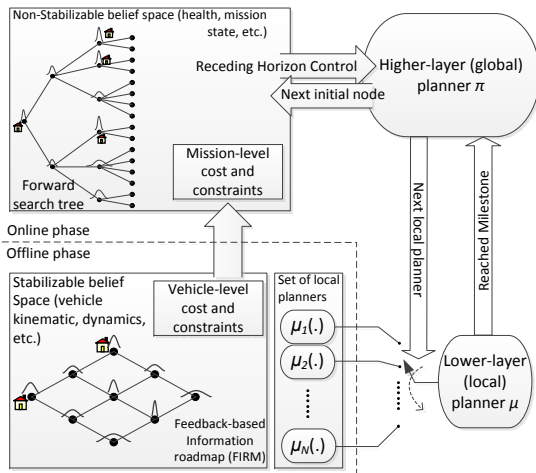 Non-Stabilizable belief space (health, mission
state, etc.)
Receding Horizon Control
Next initial node
Higher-layer (global)
planner π
Mission-level
cost and
constraints
Forward
search tree
Next local
planner
Reached Milestone
Online phase
Offline phase
Stabilizable belief
Space (vehicle
kinematic, dynamics,
etc.)
Vehicle-level
cost and
constraints
Set of local
planners
μ1(.)
μ2(.)
μN(.)
Lower-layer
(local)
planner μ
Feedback-based
Information
roadmap (FIRM)